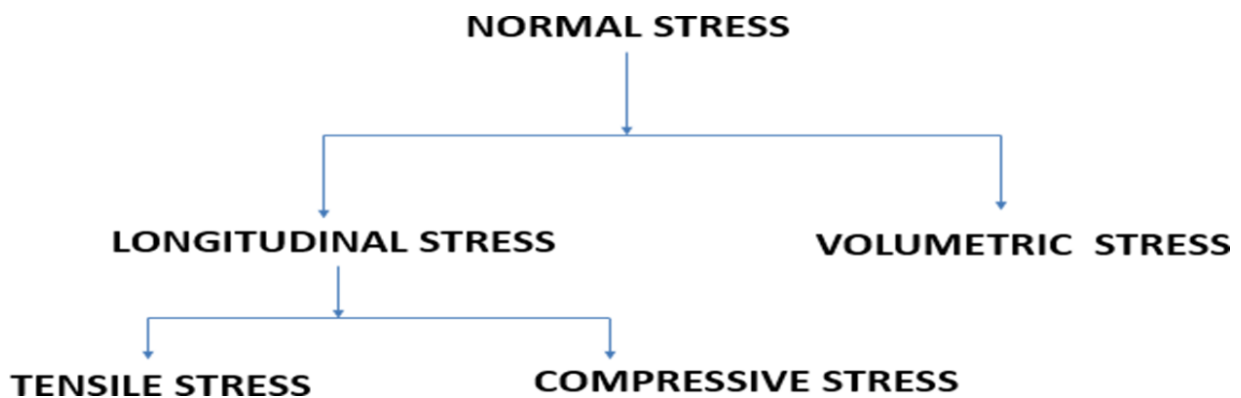 NORMAL STRESS
LONGITUDINAL STRESS
VOLUMETRIC STRESS
TENSILE STRESS
COMPRESSIVE STRESS